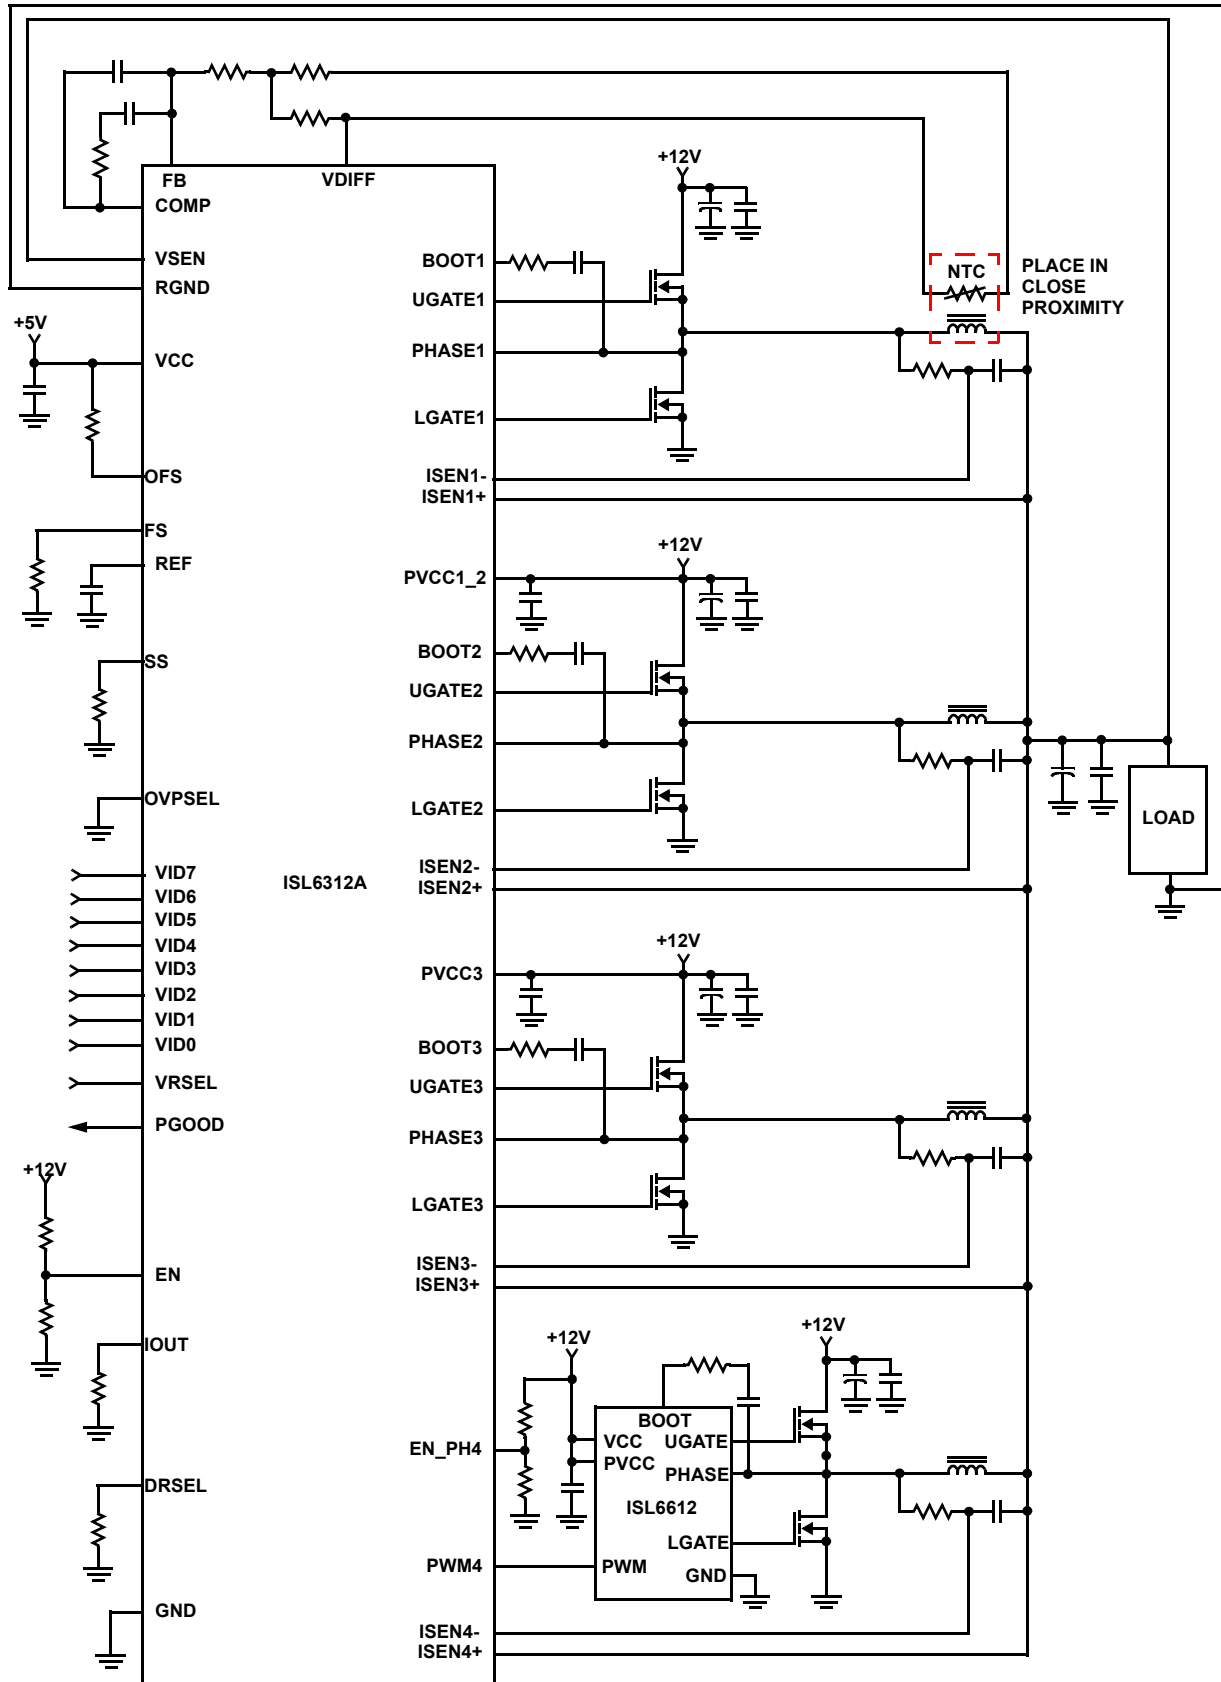 FB
VDIFF
COMP
VSEN
RGND
+5V
VCC
OFS
FS
REF
SS
OVPSEL
VID7
VID6
VID5
VID4
VID3
VID2
VID1
VID0
VRSEL
PGOOD
+12V
EN
IOUT
DRSEL
GND
ISL6312A
+12V
BOOT1
UGATE1
PHASE1
LGATE1
ISEN1-
ISEN1+
NTC
PLACE IN
CLOSE
PROXIMITY
+12V
PVCC1_2
BOOT2
UGATE2
PHASE2
LGATE2
ISEN2-
ISEN2+
LOAD
+12V
PVCC3
BOOT3
UGATE3
PHASE3
LGATE3
ISEN3-
ISEN3+
+12V
+12V
EN_PH4
PWM4
BOOT
VCC
UGATE
PVCC
PHASE
ISL6612
LGATE
PWM
GND
ISEN4-
ISEN4+